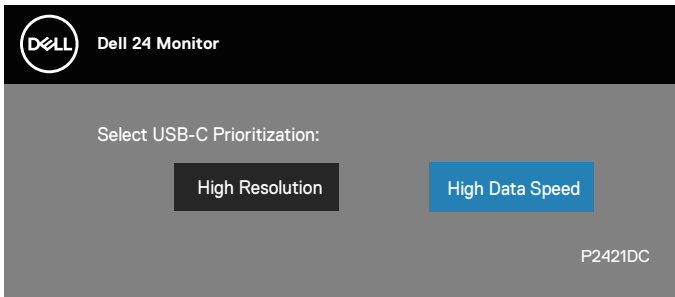 DELL
Dell 24 Monitor
Select USB-C Prioritization:
High Resolution
High Data Speed
P2421DC